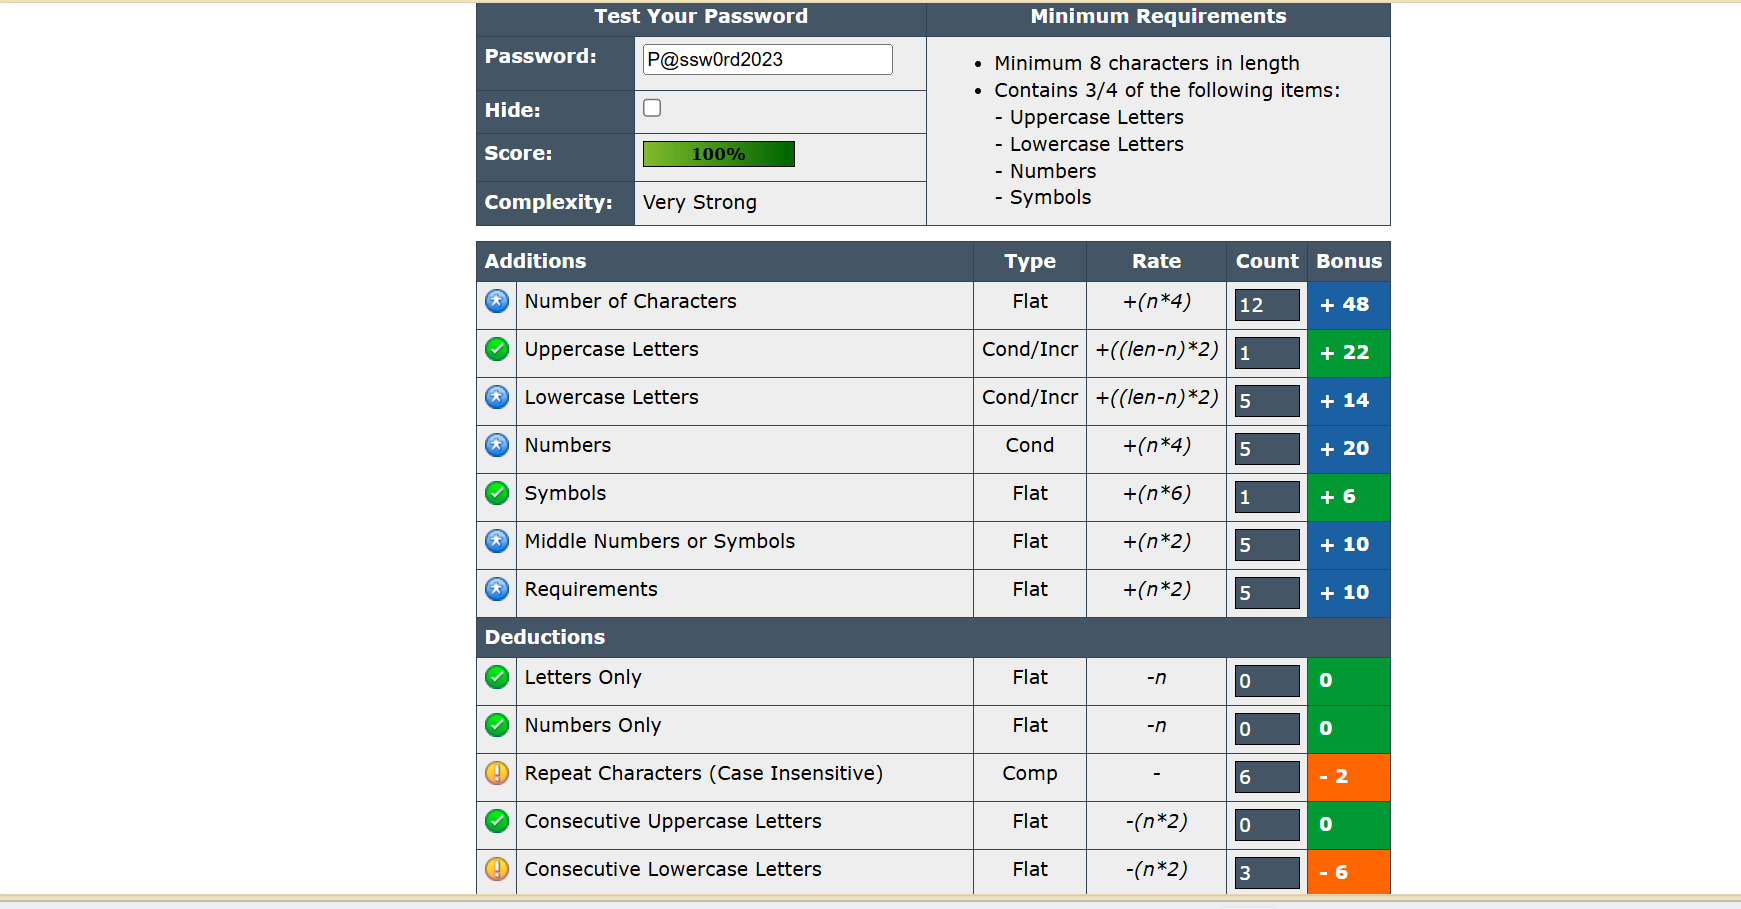 Test Your Password Minimum Requirements
Password: P@ssw0rd2023
Hide:
Score: 100%
Complexity: Very Strong
• Minimum 8 characters in length
• Contains 3/4 of the following items:
- Uppercase Letters
- Lowercase Letters
- Numbers
- Symbols
Additions Type Rate Count Bonus
Number of Characters Flat +(n*4) 12 + 48
Uppercase Letters Cond/Incr +((len-n)*2) 1 + 22
Lowercase Letters Cond/Incr +((len-n)*2) 5 + 14
Numbers Cond +(n*4) 5 + 20
Symbols Flat +(n*6) 1 + 6
Middle Numbers or Symbols Flat +(n*2) 5 + 10
Requirements Flat +(n*2) 5 + 10
Deductions
Letters Only Flat -n 0 0
Numbers Only Flat -n 0 0
Repeat Characters (Case Insensitive) Comp - 6 - 2
Consecutive Uppercase Letters Flat -(n*2) 0 0
Consecutive Lowercase Letters Flat -(n*2) 3 - 6